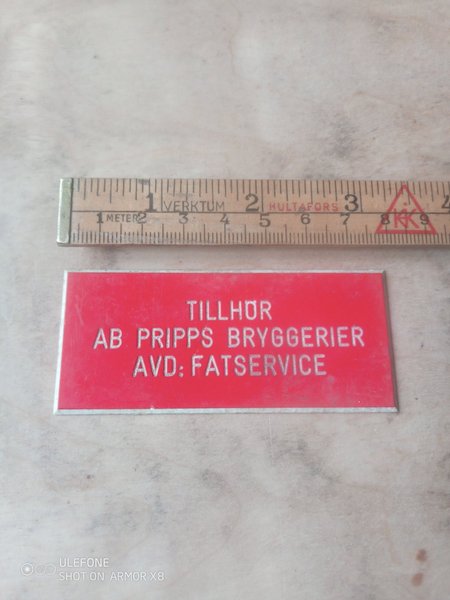 1 VERKTUM 2 HULTAFORS 3 4
1 METER 2 3 4 5 6 7 8 9
TILLHÖR
AB PRIPPS BRYGGERIER
AVD: FATSERVICE
ULEFONE
SHOT ON ARMOR X8